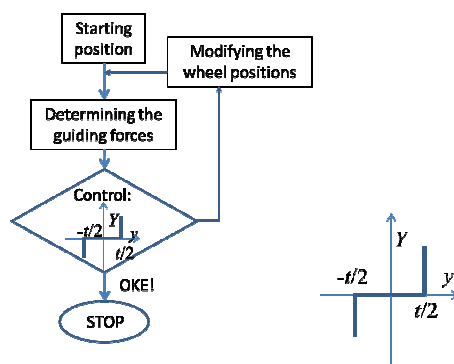 Starting
position
Modifying the
wheel positions
Determining the
guiding forces
Control:
Y
-t/2
y
t/2
OKE!
STOP
Y
-t/2
y
t/2